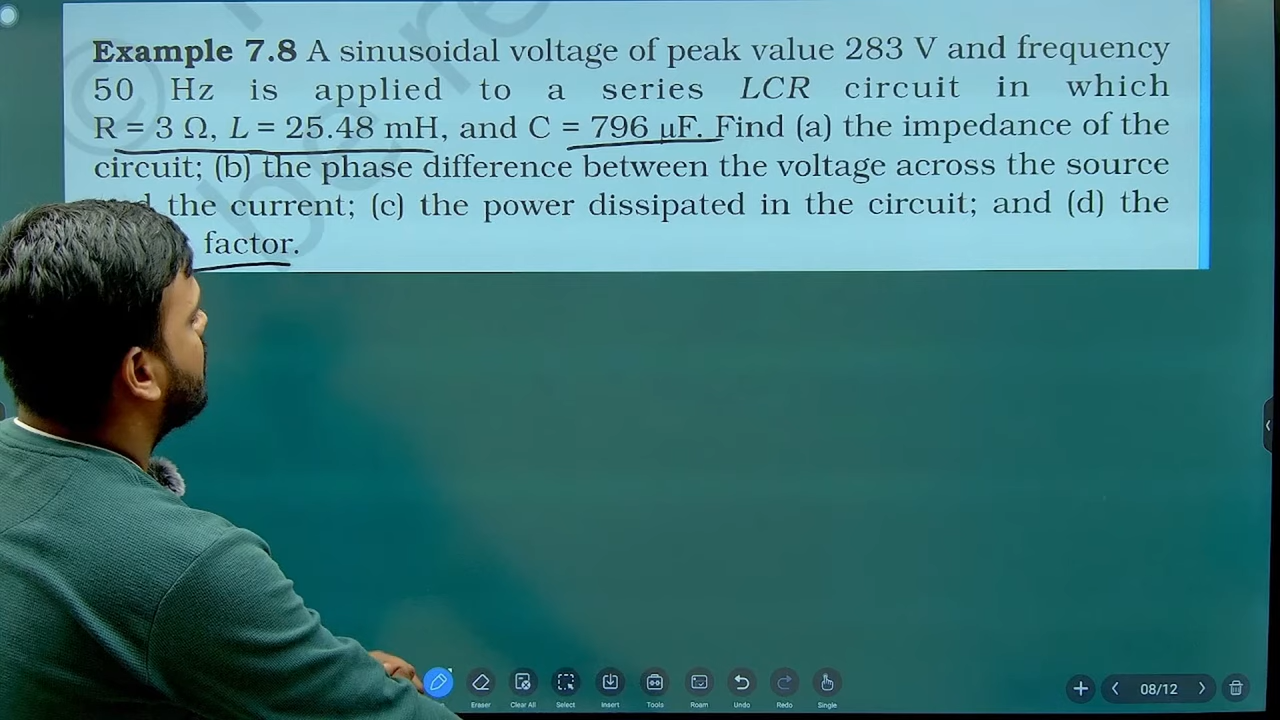 Example 7.8 A sinusoidal voltage of peak value 283 V and frequency
50 Hz is applied to a series LCR circuit in which
R = 3 Ω, L = 25.48 mH, and C = 796 μF. Find (a) the impedance of the
circuit; (b) the phase difference between the voltage across the source
the current; (c) the power dissipated in the circuit; and (d) the
factor.
Eraser Clear All Select Insert Tools Roam Undo Redo Single
08/12